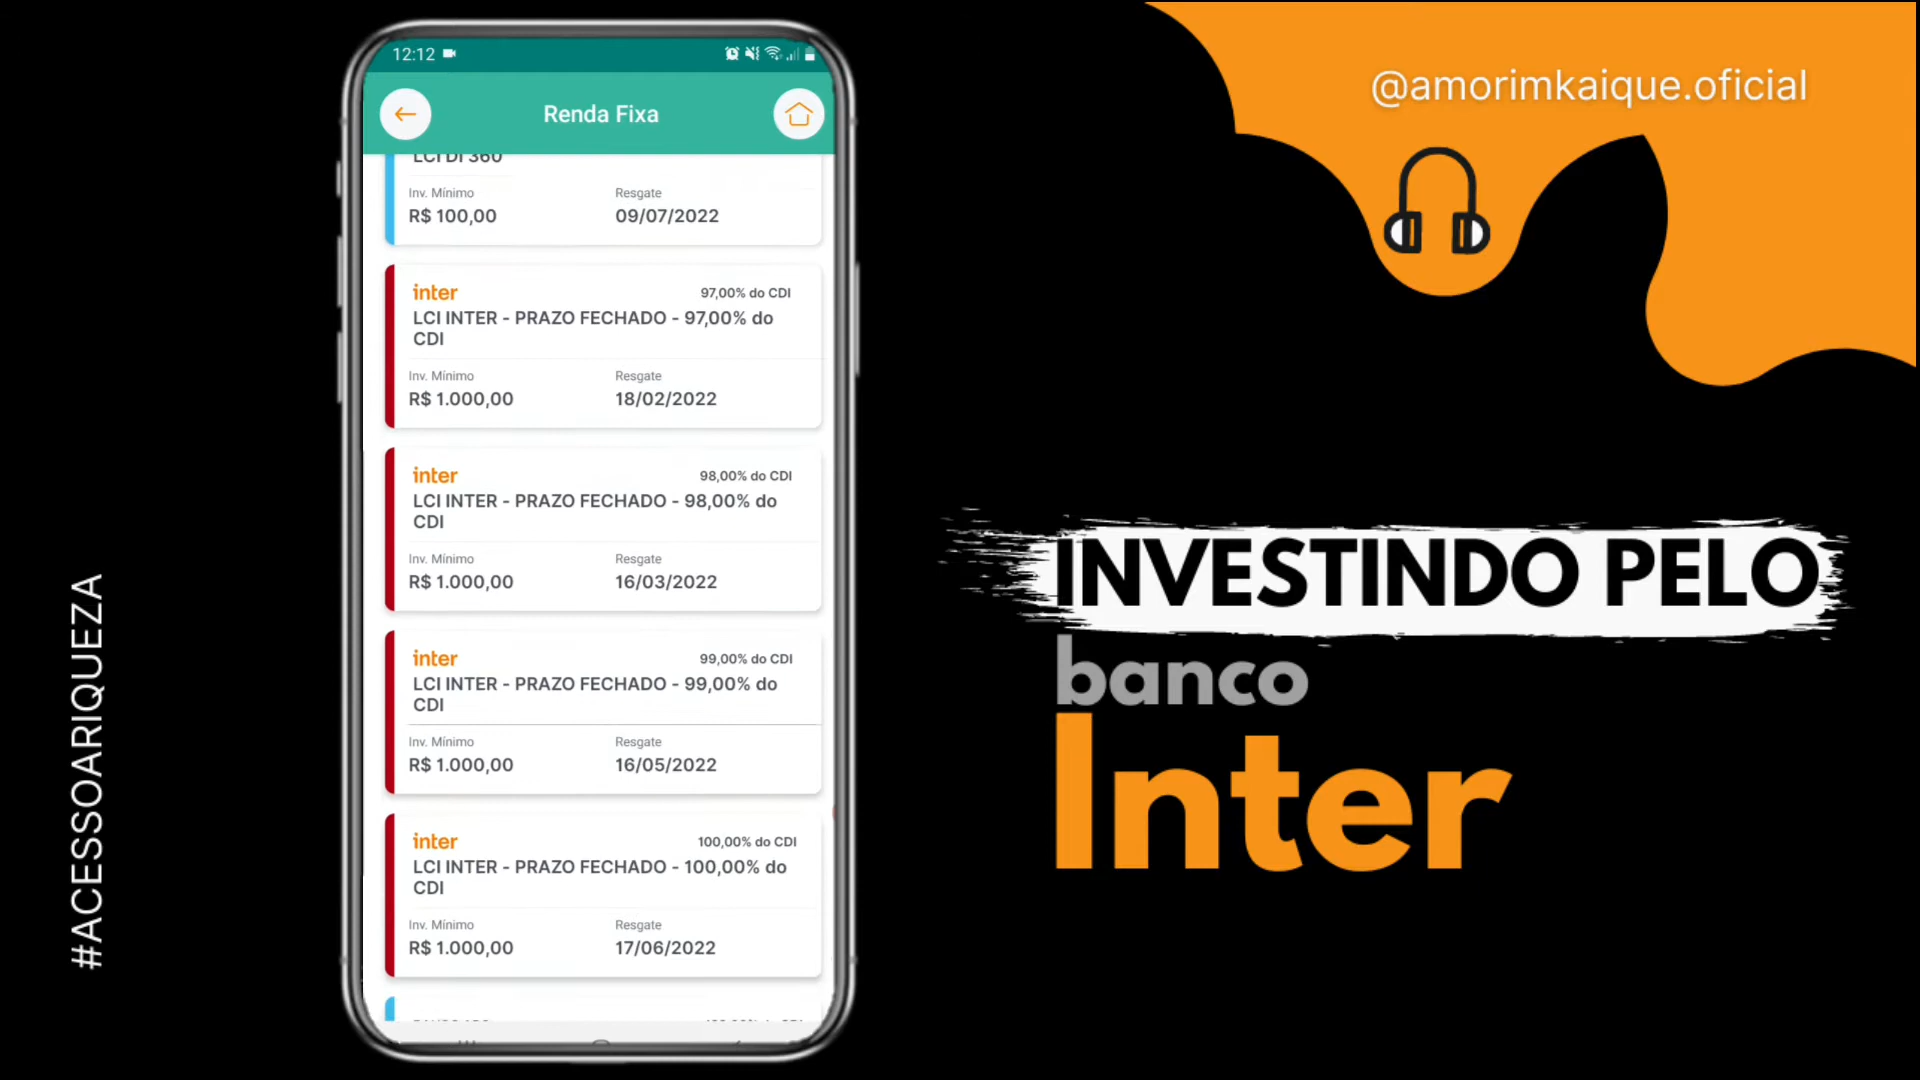 12:12
Renda Fixa
LCI DI 360
Inv. Mínimo Resgate
R$ 100,00 09/07/2022
inter 97,00% do CDI
LCI INTER - PRAZO FECHADO - 97,00% do
CDI
Inv. Mínimo Resgate
R$ 1.000,00 18/02/2022
inter 98,00% do CDI
LCI INTER - PRAZO FECHADO - 98,00% do
CDI
Inv. Mínimo Resgate
R$ 1.000,00 16/03/2022
inter 99,00% do CDI
LCI INTER - PRAZO FECHADO - 99,00% do
CDI
Inv. Mínimo Resgate
R$ 1.000,00 16/05/2022
inter 100,00% do CDI
LCI INTER - PRAZO FECHADO - 100,00% do
CDI
Inv. Mínimo Resgate
R$ 1.000,00 17/06/2022
#ACESSOARIQUEZA
@amorimkaique.oficial
INVESTINDO PELO
banco
Inter